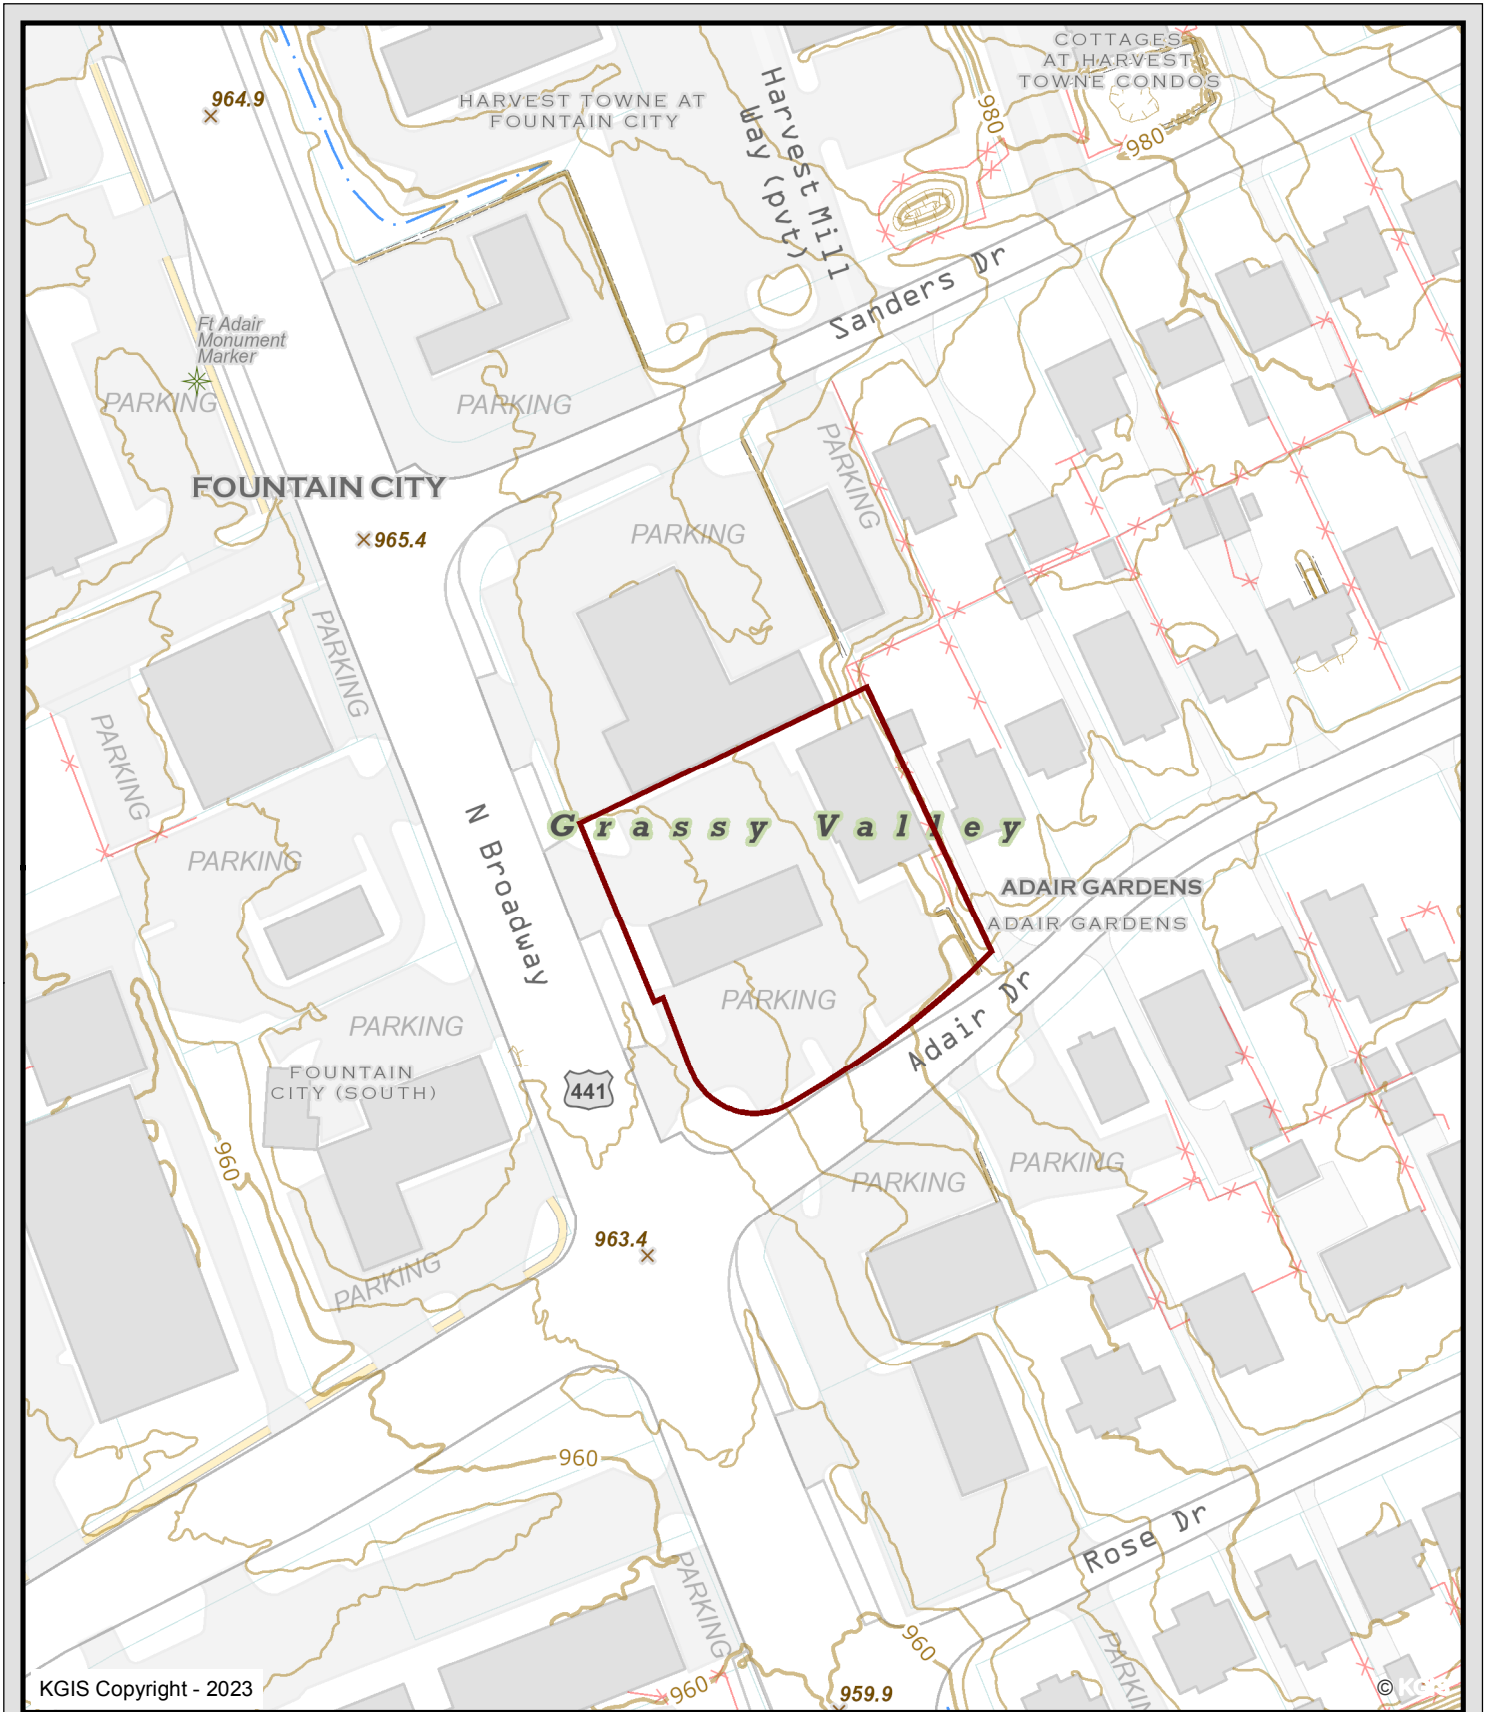 COTTAGES
AT HARVEST
TOWNE CONDOS
964.9
HARVEST TOWNE AT
FOUNTAIN CITY
Harvest Mill
Way (pvt)
980
980
Sanders Dr
Ft Adair
Monument
Marker
PARKING
PARKING
PARKING
FOUNTAIN CITY
965.4
PARKING
PARKING
PARKING
N Broadway
Grassy Valley
PARKING
ADAIR GARDENS
ADAIR GARDENS
Adair Dr
PARKING
PARKING
FOUNTAIN
CITY (SOUTH)
441
960
PARKING
PARKING
963.4
PARKING
960
Rose Dr
PARKING
960
PARKIN
960
959.9
KGIS Copyright - 2023
© KGIS